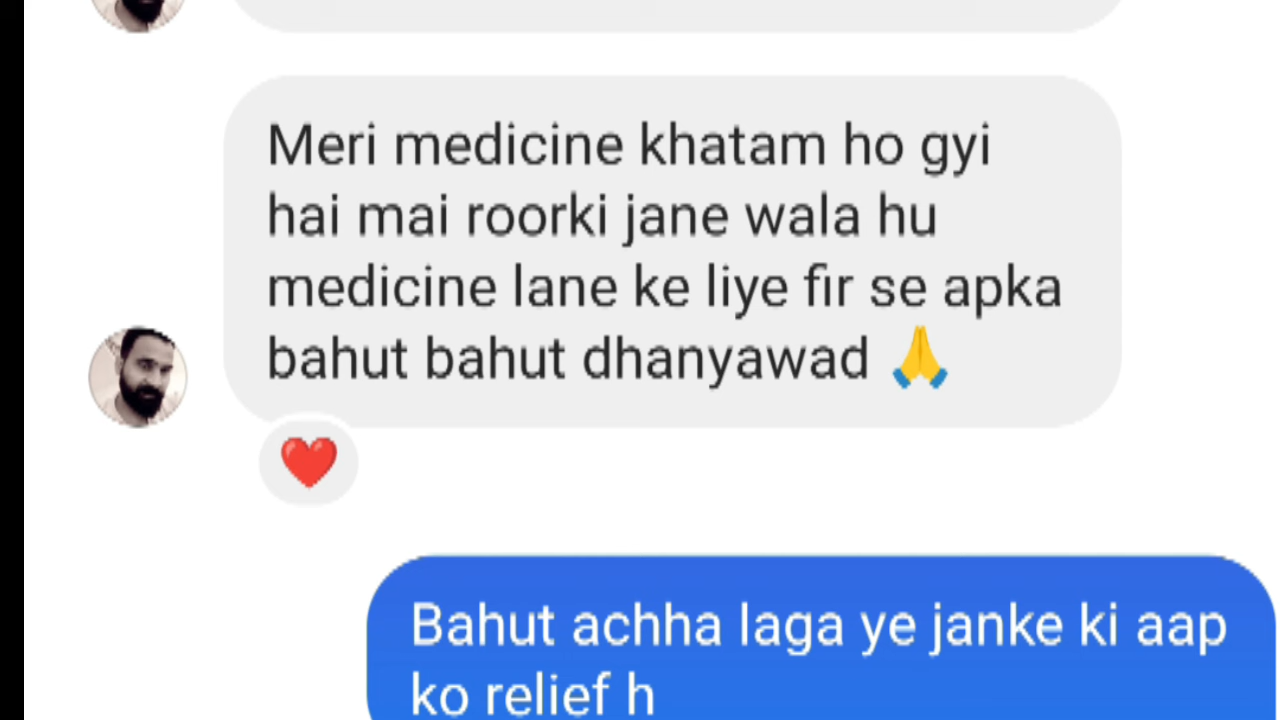 Meri medicine khatam ho gyi
hai mai roorki jane wala hu
medicine lane ke liye fir se apka
bahut bahut dhanyawad 🙏
❤️
Bahut achha laga ye janke ki aap
ko relief h